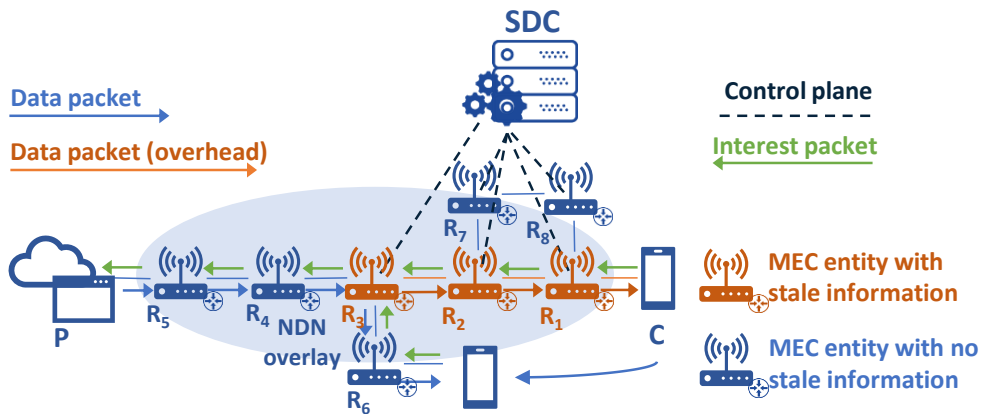 SDC
Data packet
Control plane
Data packet (overhead)
Interest packet
R7
R8
MEC entity with
stale information
P
R5
R4
R3
R2
R1
NDN
overlay
C
MEC entity with no
stale information
R6